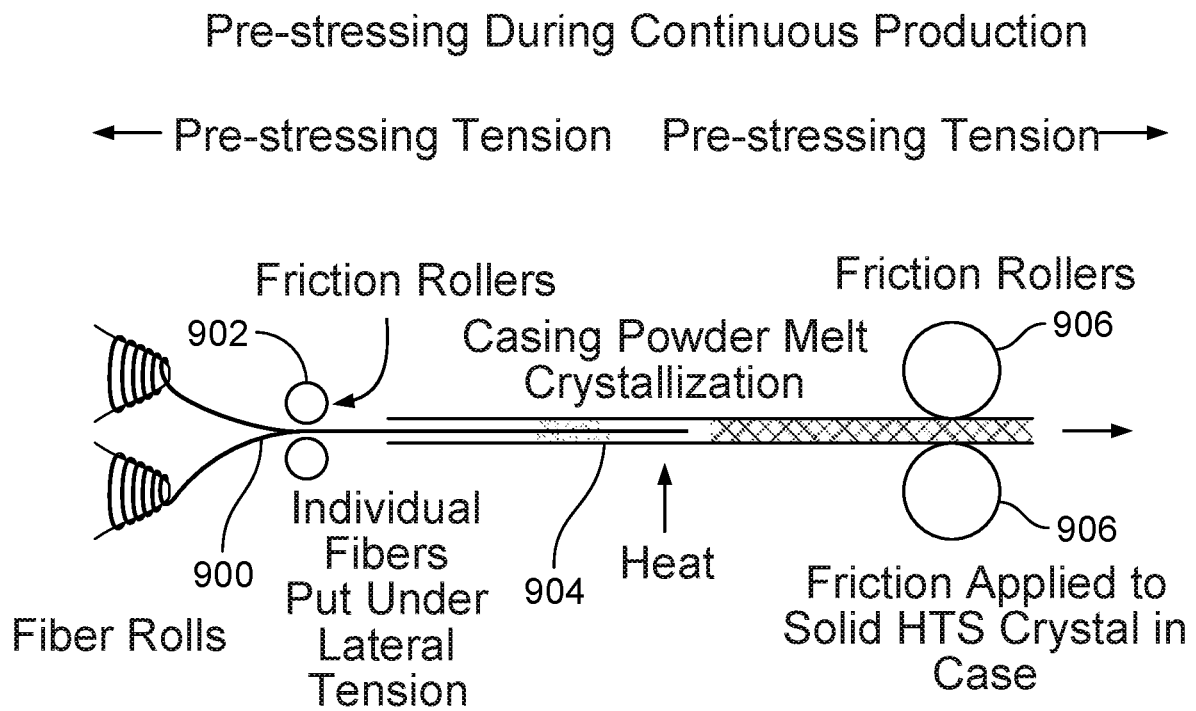 Pre-stressing During Continuous Production
Pre-stressing Tension
Pre-stressing Tension
Friction Rollers
902
Casing Powder Melt
Crystallization
Friction Rollers
906
900
Fiber Rolls
Individual
Fibers
Put Under
Lateral
Tension
904
Heat
906
Friction Applied to
Solid HTS Crystal in
Case